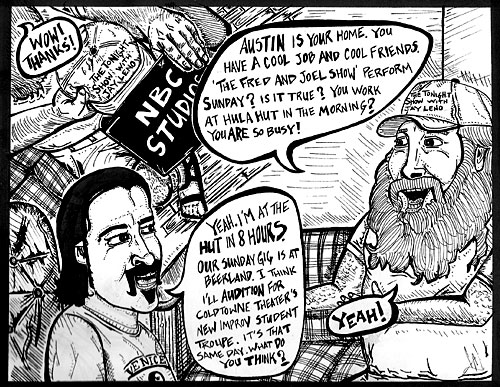 WOW!
THANKS!
THE TONIGHT
SHOW WITH
JAY LENO
NBC
STUDIOS
AUSTIN IS YOUR HOME. YOU
HAVE A COOL JOB AND COOL FRIENDS.
'THE FRED AND JOEL SHOW' PERFORM
SUNDAY? IS IT TRUE? YOU WORK
AT HULA HUT IN THE MORNING?
YOU ARE SO BUSY!
THE TONIGHT
SHOW WITH
JAY LENO
YEAH. I'M AT THE
HUT IN 8 HOURS.
OUR SUNDAY GIG IS AT
BEERLAND. I THINK
I'LL AUDITION FOR
COLDTOWNE THEATER'S
NEW IMPROV STUDENT
TROUPE. IT'S THAT
SAME DAY. WHAT DO
YOU THINK?
YEAH!
VENICE